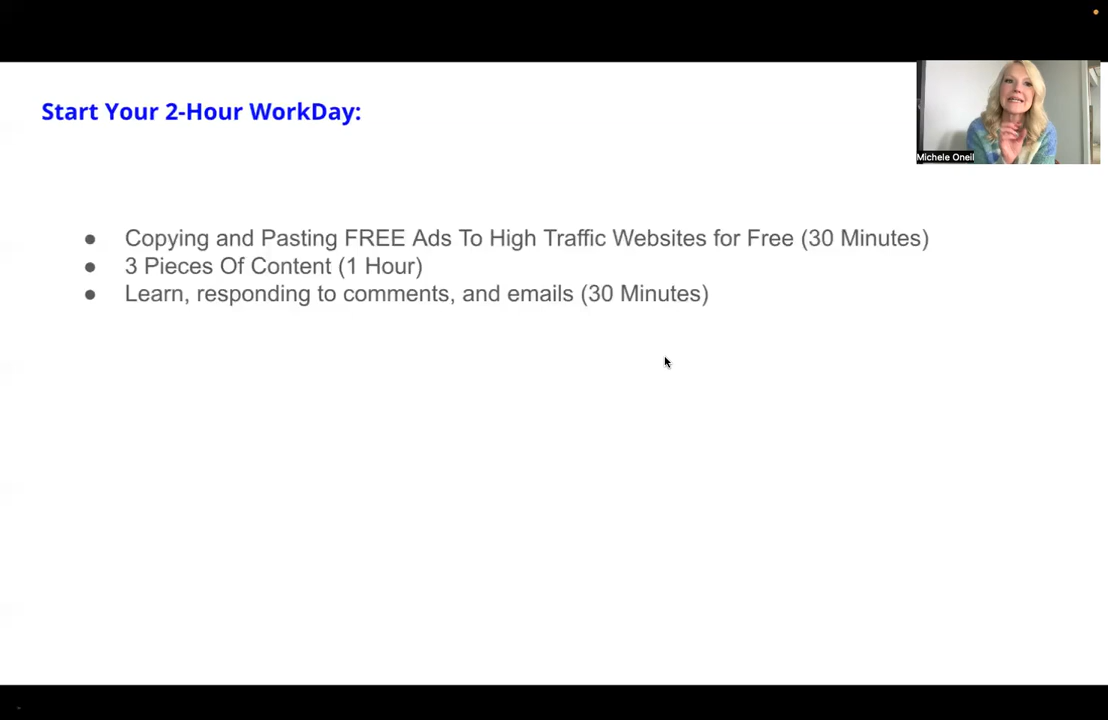 Start Your 2-Hour WorkDay:
Michele Oneil
● Copying and Pasting FREE Ads To High Traffic Websites for Free (30 Minutes)
● 3 Pieces Of Content (1 Hour)
● Learn, responding to comments, and emails (30 Minutes)